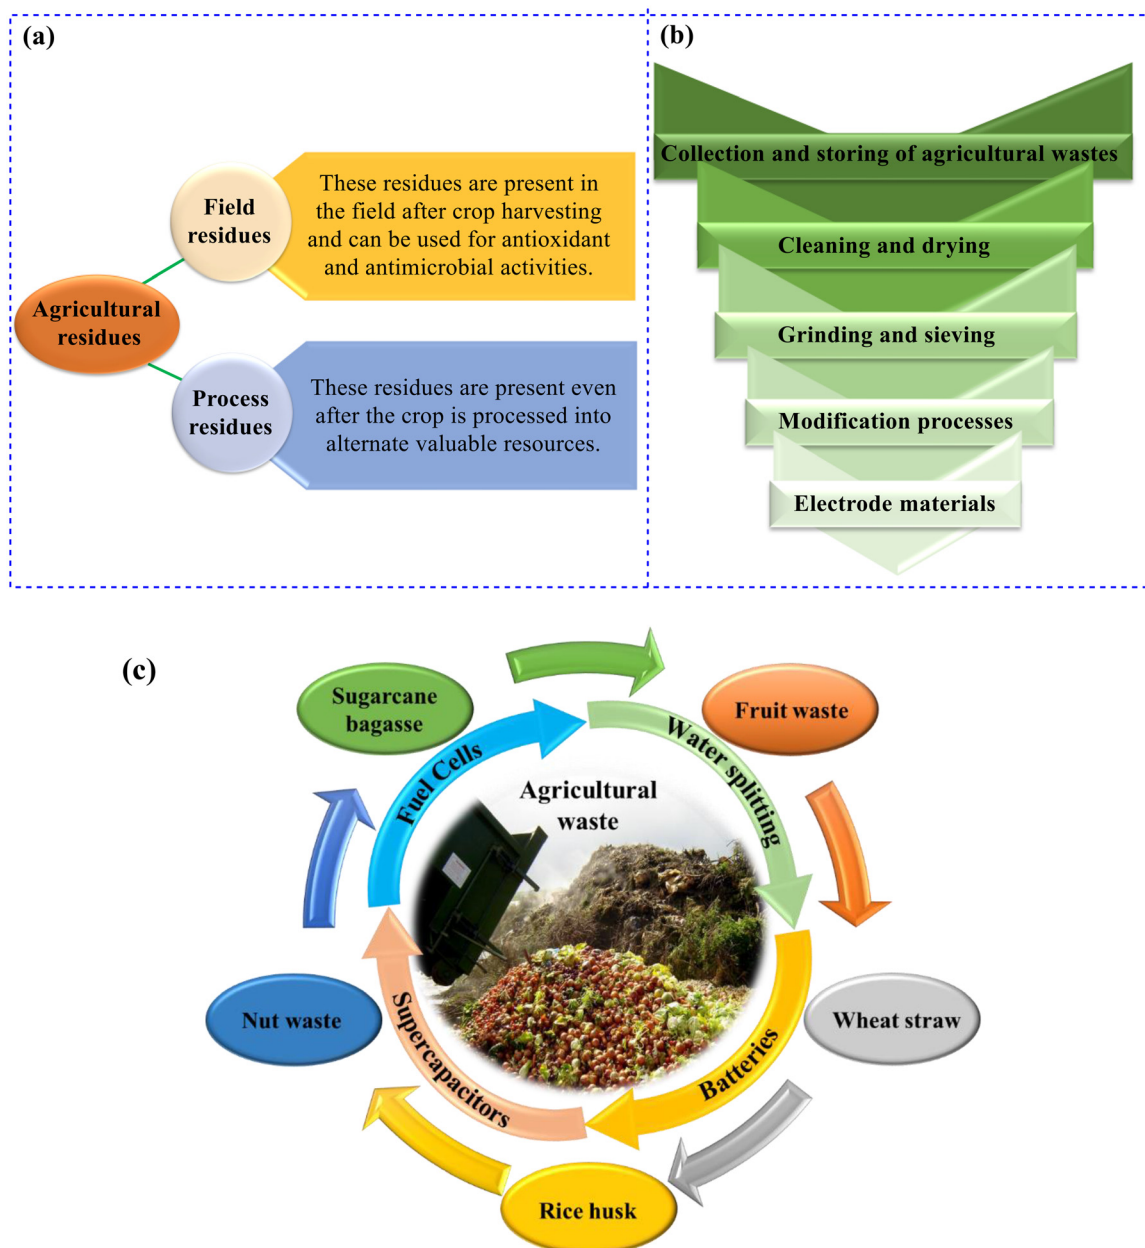 (a)
Field
residues
These residues are present in
the field after crop harvesting
and can be used for antioxidant
and antimicrobial activities.
Agricultural
residues
Process
residues
These residues are present even
after the crop is processed into
alternate valuable resources.
(b)
Collection and storing of agricultural wastes
Cleaning and drying
Grinding and sieving
Modification processes
Electrode materials
(c)
Sugarcane
bagasse
Fruit waste
Fuel Cells
Water splitting
Agricultural
waste
Nut waste
Wheat straw
Supercapacitors
Batteries
Rice husk